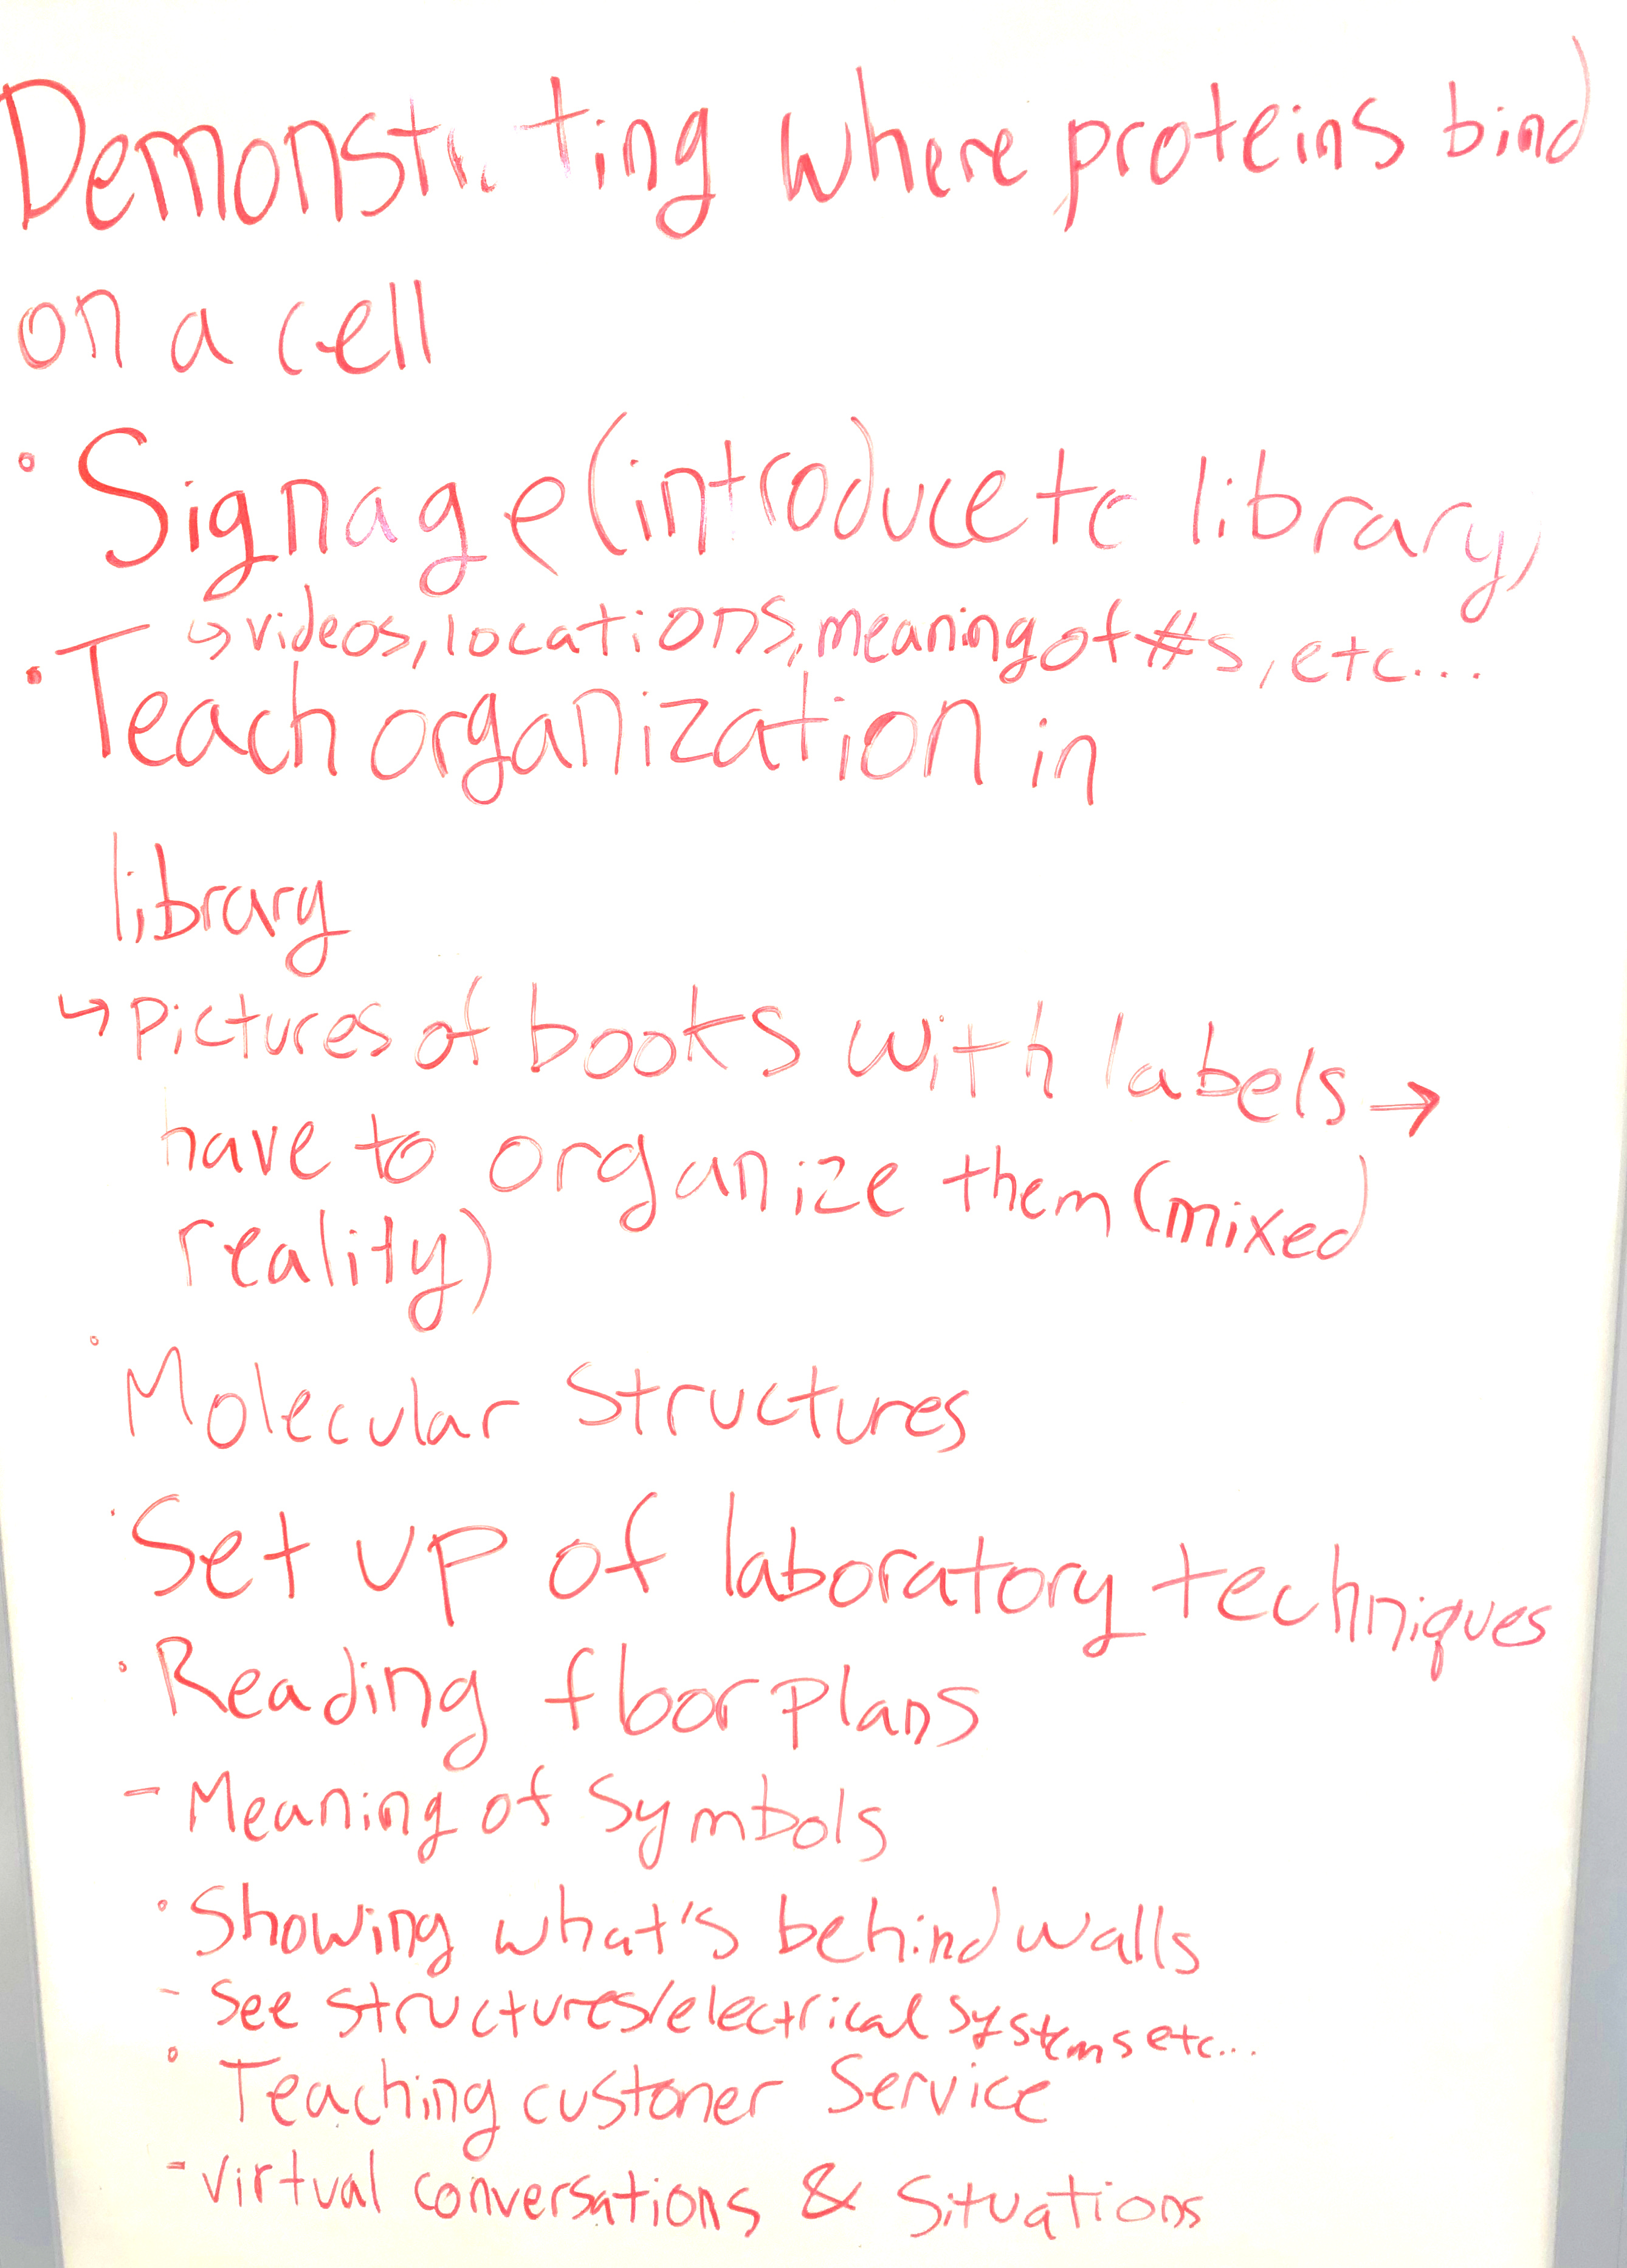 Demonstrating where proteins bind
on a cell
• Signage (introduce to library,
↳ videos, locations, meaning of #s, etc...
• Teach organization in
library
↳ pictures of books with labels →
have to organize them (mixed
reality)
• Molecular structures
• Set up of laboratory techniques
• Reading floor plans
- Meaning of Symbols
• Showing what's behind walls
- See structures/electrical systems etc...
• Teaching customer Service
- virtual conversations & situations